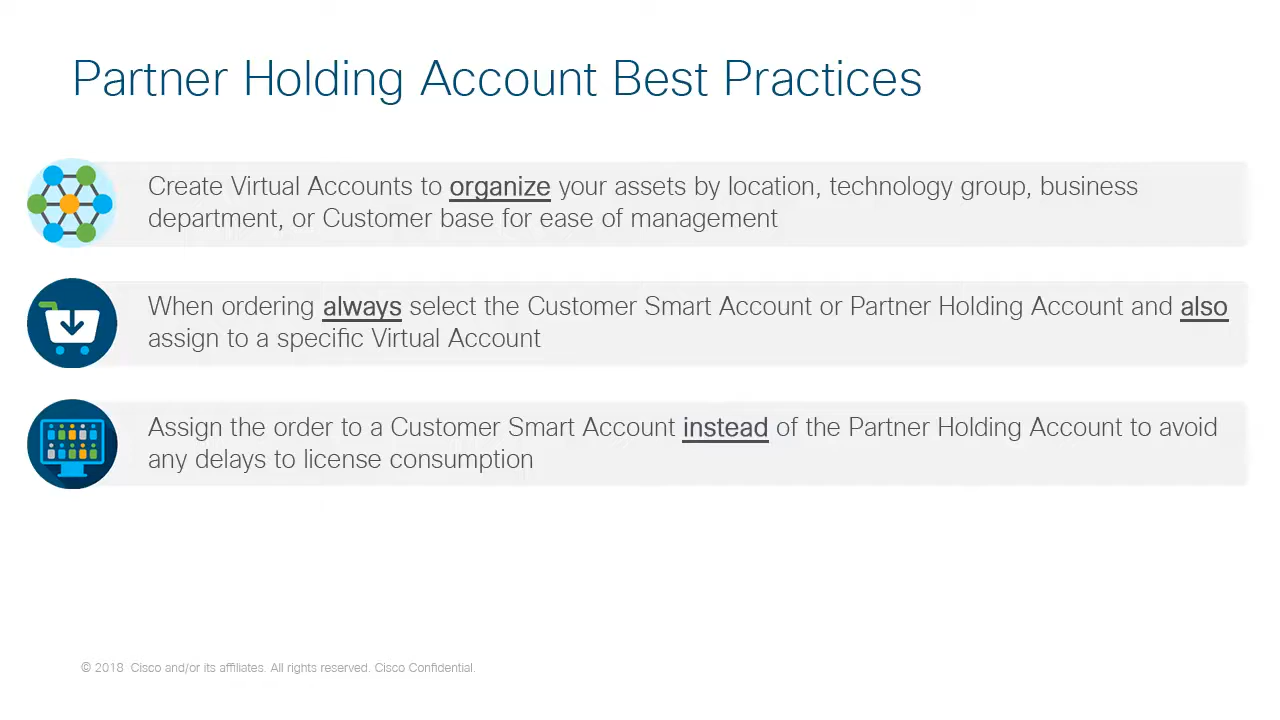 Partner Holding Account Best Practices
Create Virtual Accounts to organize your assets by location, technology group, business
department, or Customer base for ease of management
When ordering always select the Customer Smart Account or Partner Holding Account and also
assign to a specific Virtual Account
Assign the order to a Customer Smart Account instead of the Partner Holding Account to avoid
any delays to license consumption
© 2018 Cisco and/or its affiliates. All rights reserved. Cisco Confidential.